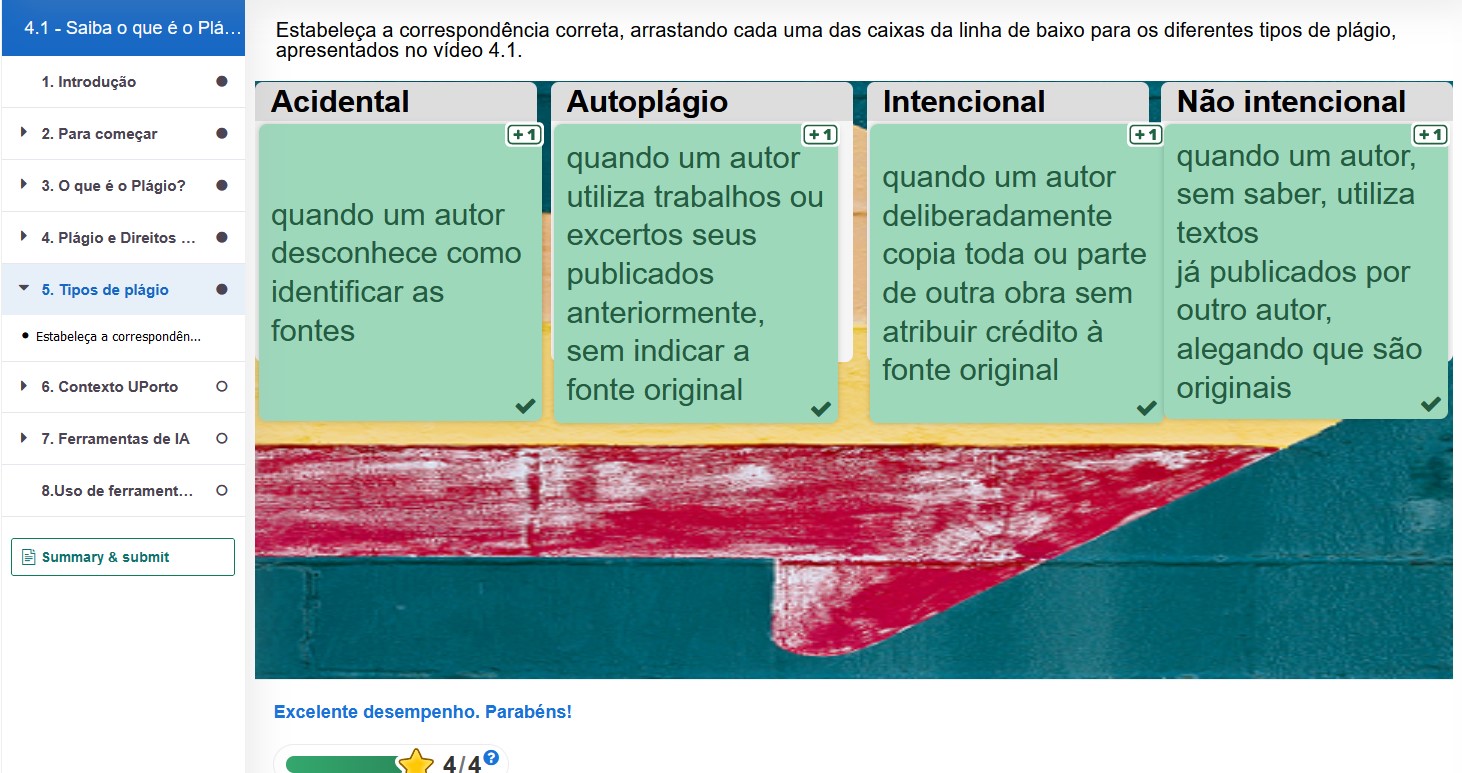 4.1 - Saiba o que é o Plá...
1. Introdução
2. Para começar
3. O que é o Plágio?
4. Plágio e Direitos ...
5. Tipos de plágio
Estabeleça a correspondên...
6. Contexto UPorto
7. Ferramentas de IA
8.Uso de ferrament...
Summary & submit
Estabeleça a correspondência correta, arrastando cada uma das caixas da linha de baixo para os diferentes tipos de plágio,
apresentados no vídeo 4.1.
Acidental
+1
quando um autor
desconhece como
identificar as
fontes
Autoplágio
+1
quando um autor
utiliza trabalhos ou
excertos seus
publicados
anteriormente,
sem indicar a
fonte original
Intencional
+1
quando um autor
deliberadamente
copia toda ou parte
de outra obra sem
atribuir crédito à
fonte original
Não intencional
+1
quando um autor,
sem saber, utiliza
textos
já publicados por
outro autor,
alegando que são
originais
Excelente desempenho. Parabéns!
4/4
?